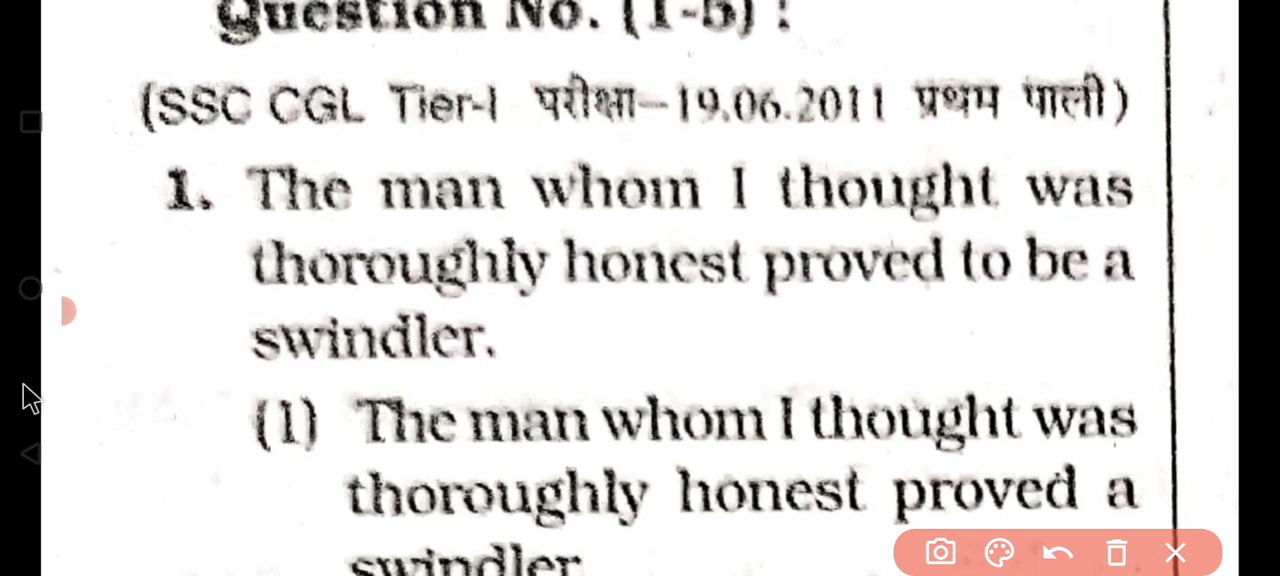 Question No. (1-5) :
(SSC CGL Tier-I परीक्षा–19.06.2011 प्रथम पाली)
1. The man whom I thought was
thoroughly honest proved to be a
swindler.
(1) The man whom I thought was
thoroughly honest proved a
swindler